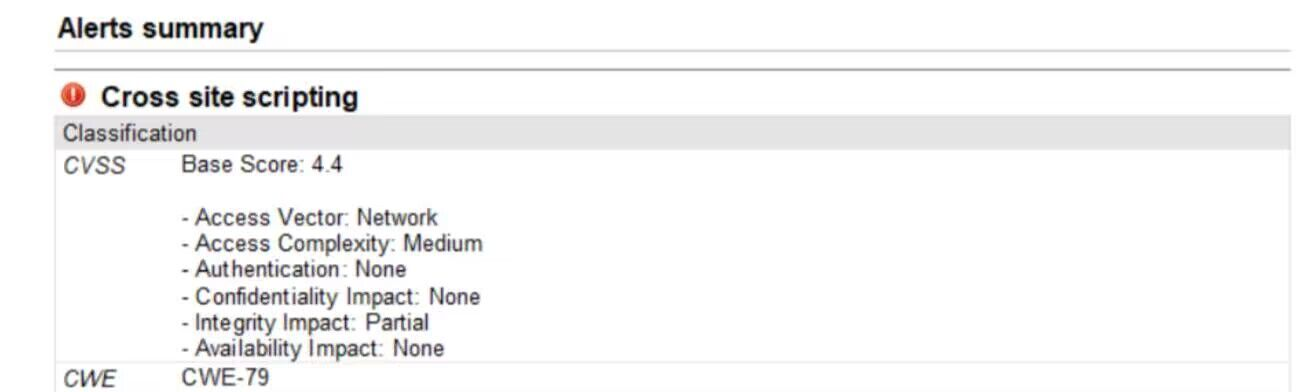 Alerts summary
Cross site scripting
Classification
CVSS Base Score: 4.4
- Access Vector: Network
- Access Complexity: Medium
- Authentication: None
- Confidentiality Impact: None
- Integrity Impact: Partial
- Availability Impact: None
CWE CWE-79